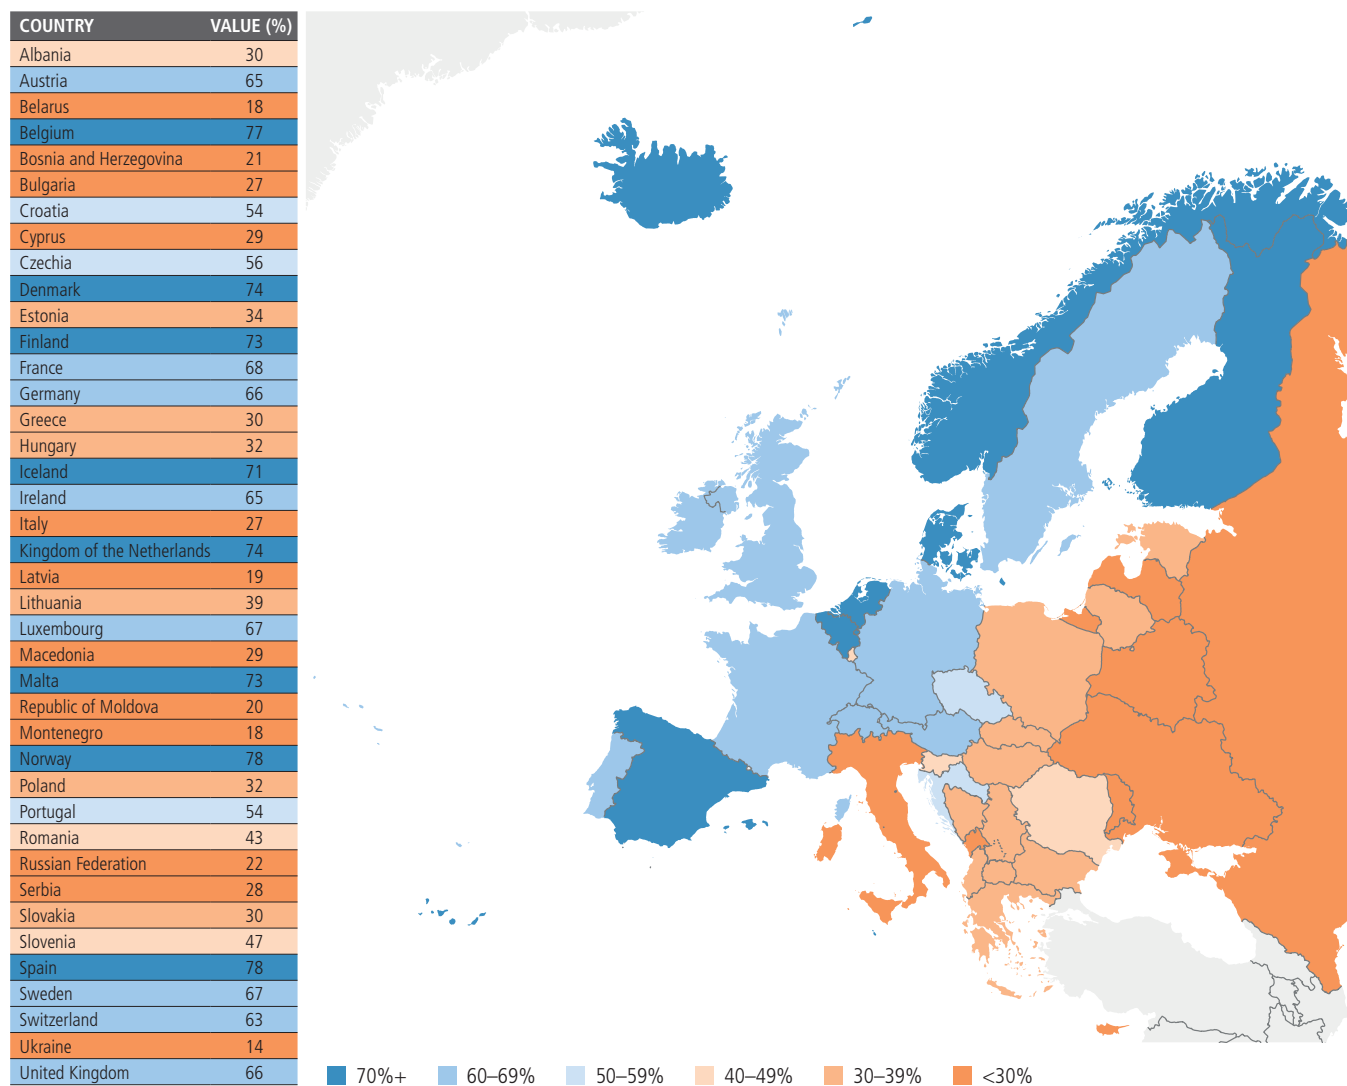 COUNTRY VALUE (%)
Albania 30
Austria 65
Belarus 18
Belgium 77
Bosnia and Herzegovina 21
Bulgaria 27
Croatia 54
Cyprus 29
Czechia 56
Denmark 74
Estonia 34
Finland 73
France 68
Germany 66
Greece 30
Hungary 32
Iceland 71
Ireland 65
Italy 27
Kingdom of the Netherlands 74
Latvia 19
Lithuania 39
Luxembourg 67
Macedonia 29
Malta 73
Republic of Moldova 20
Montenegro 18
Norway 78
Poland 32
Portugal 54
Romania 43
Russian Federation 22
Serbia 28
Slovakia 30
Slovenia 47
Spain 78
Sweden 67
Switzerland 63
Ukraine 14
United Kingdom 66
70%+ 60–69% 50–59% 40–49% 30–39% <30%